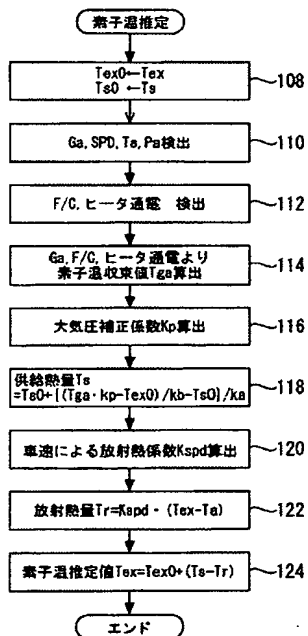 素子温推定
Tex0←Tex
Ts0←Ts
108
Ga,SPD,Ta,Pa検出
110
F/C,ヒータ通電 検出
112
Ga,F/C,ヒータ通電より
素子温収束値Tga算出
114
大気圧補正係数Kp算出
116
供給熱量Ts
=Ts0+[(Tga・kp-Tex0)/kb-Ts0]/ka
118
車速による放射熱係数Kspd算出
120
放射熱量Tr=Kspd・(Tex-Ta)
122
素子温推定値Tex=Tex0+(Ts-Tr)
124
エンド